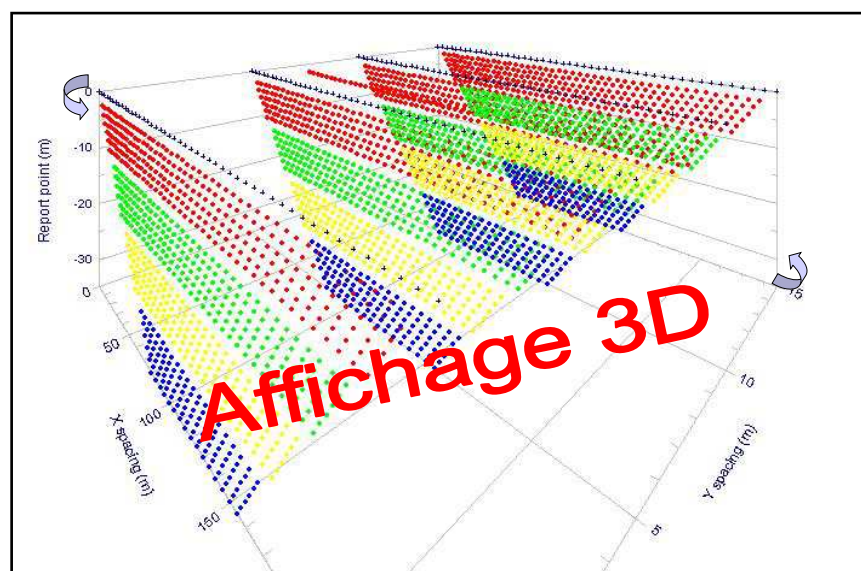 Report point (m)
0
-10
-20
-30
0
50
100
150
X spacing (m)
Affichage 3D
15
10
5
Y spacing (m)